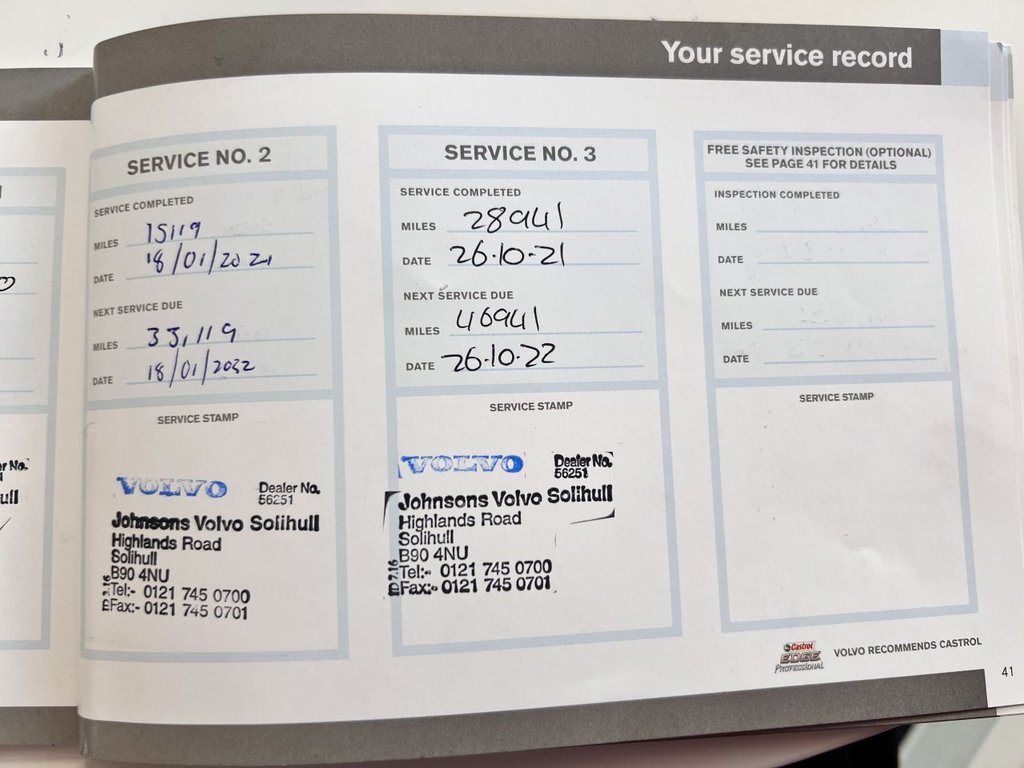 Your service record
SERVICE NO. 2
SERVICE COMPLETED
MILES 15119
DATE 18/01/2021
NEXT SERVICE DUE
MILES 33,119
DATE 18/01/2022
SERVICE STAMP
VOLVO Dealer No.
56251
Johnsons Volvo Solihull
Highlands Road
Solihull
B90 4NU
Tel:- 0121 745 0700
Fax:- 0121 745 0701
SERVICE NO. 3
SERVICE COMPLETED
MILES 28941
DATE 26.10.21
NEXT SERVICE DUE
MILES 46941
DATE 26.10.22
SERVICE STAMP
VOLVO Dealer No.
56251
Johnsons Volvo Solihull
Highlands Road
Solihull
B90 4NU
Tel:- 0121 745 0700
Fax:- 0121 745 0701
FREE SAFETY INSPECTION (OPTIONAL)
SEE PAGE 41 FOR DETAILS
INSPECTION COMPLETED
MILES
DATE
NEXT SERVICE DUE
MILES
DATE
SERVICE STAMP
Castrol
EDGE
PROFESSIONAL
VOLVO RECOMMENDS CASTROL
41